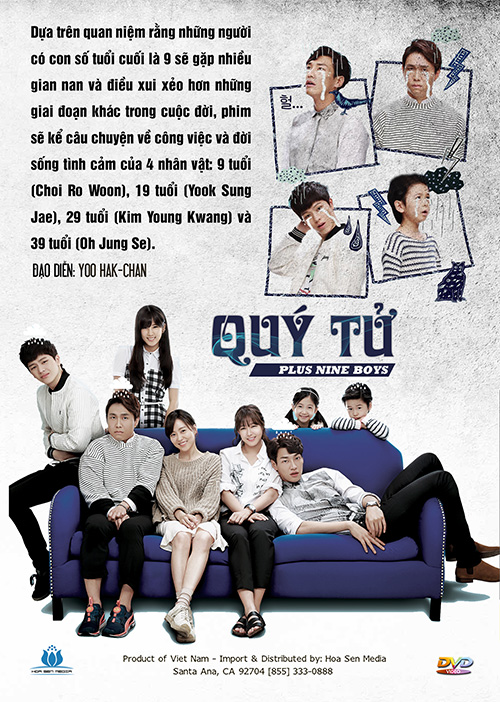 Dựa trên quan niệm rằng những người
có con số tuổi cuối là 9 sẽ gặp nhiều
gian nan và điều xui xẻo hơn những
giai đoạn khác trong cuộc đời, phim
sẽ kể câu chuyện về công việc và đời
sống tình cảm của 4 nhân vật: 9 tuổi
(Choi Ro Woon), 19 tuổi (Yook Sung
Jae), 29 tuổi (Kim Young Kwang) và
39 tuổi (Oh Jung Se).
ĐẠO DIỄN: YOO HAK-CHAN
헐...
QUÝ TỬ
PLUS NINE BOYS
HOA SEN MEDIA
Product of Viet Nam - Import & Distributed by: Hoa Sen Media
Santa Ana, CA 92704 [855] 333-0888
DVD
VIDEO